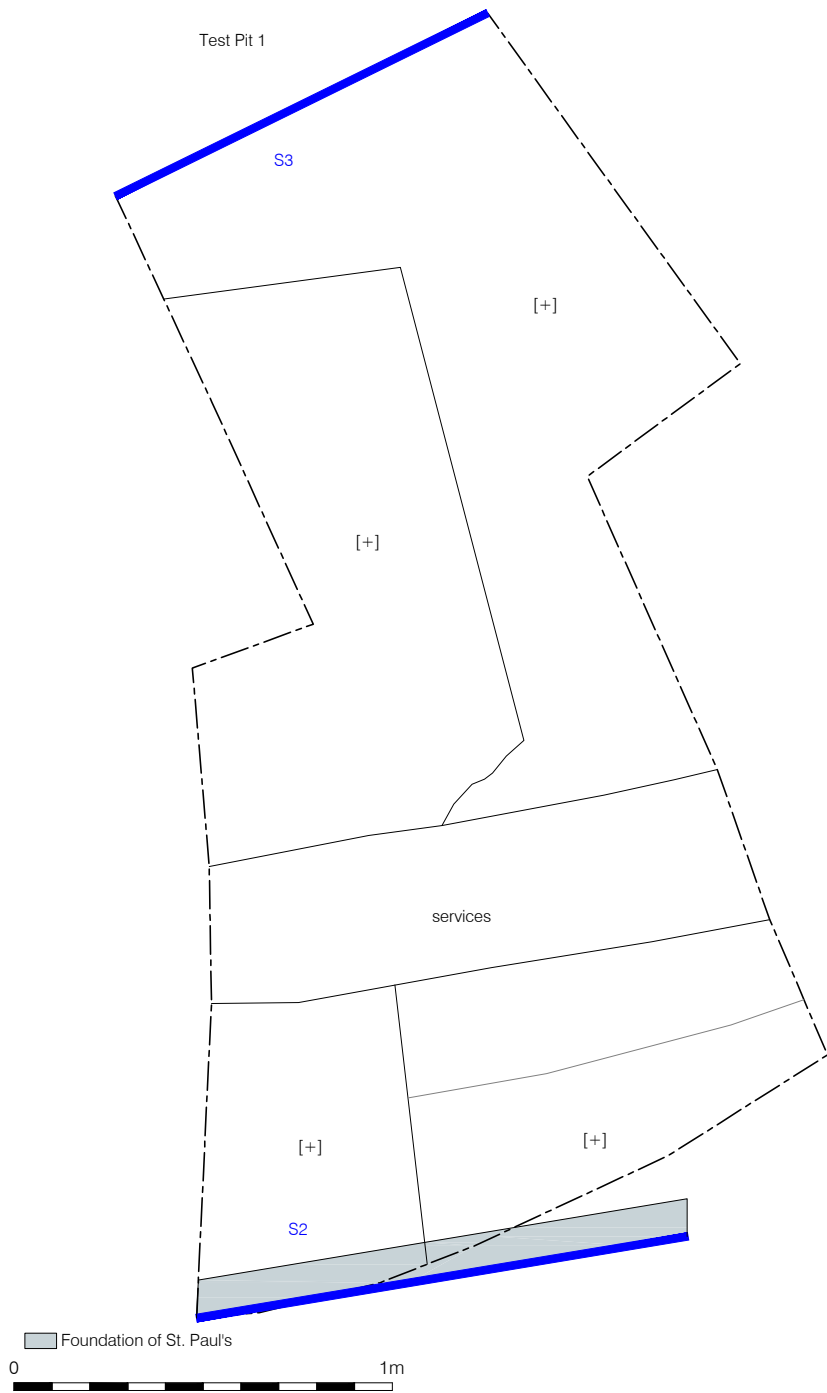 Test Pit 1
S3
[+]
[+]
services
[+]
[+]
S2
Foundation of St. Paul's
0 1m